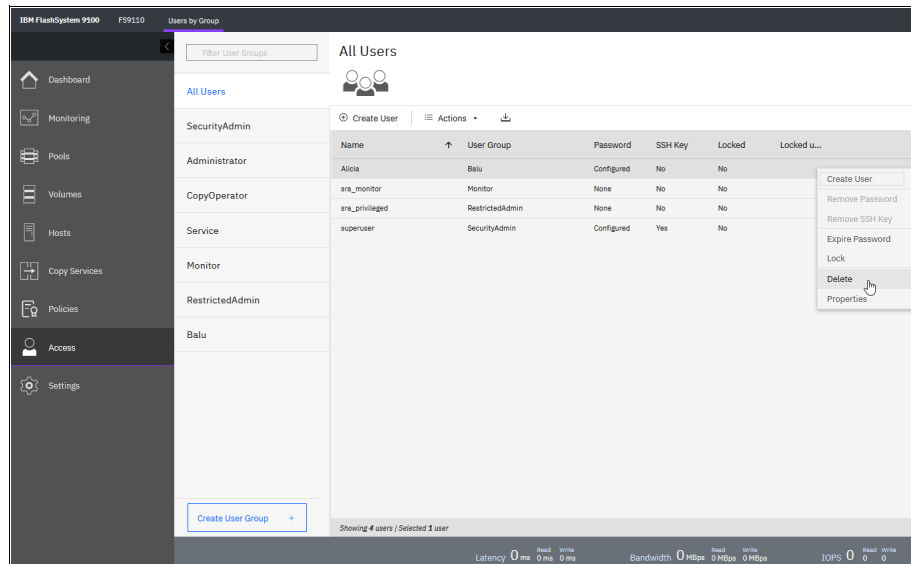 IBM FlashSystem 9100 FS9110 Users by Group
Filter User Groups
All Users
SecurityAdmin
Administrator
CopyOperator
Service
Monitor
RestrictedAdmin
Balu
Create User Group +
Dashboard
Monitoring
Pools
Volumes
Hosts
Copy Services
Policies
Access
Settings
All Users
Create User Actions
Name User Group Password SSH Key Locked Locked u...
Alicia Balu Configured No No
sra_monitor Monitor None No No
sra_privileged RestrictedAdmin None No No
superuser SecurityAdmin Configured Yes No
Create User
Remove Password
Remove SSH Key
Expire Password
Lock
Delete
Properties
Showing 4 users | Selected 1 user
Latency 0 ms Read 0 ms Write 0 ms Bandwidth 0 MBps Read 0 MBps Write 0 MBps IOPS 0 Read 0 Write 0